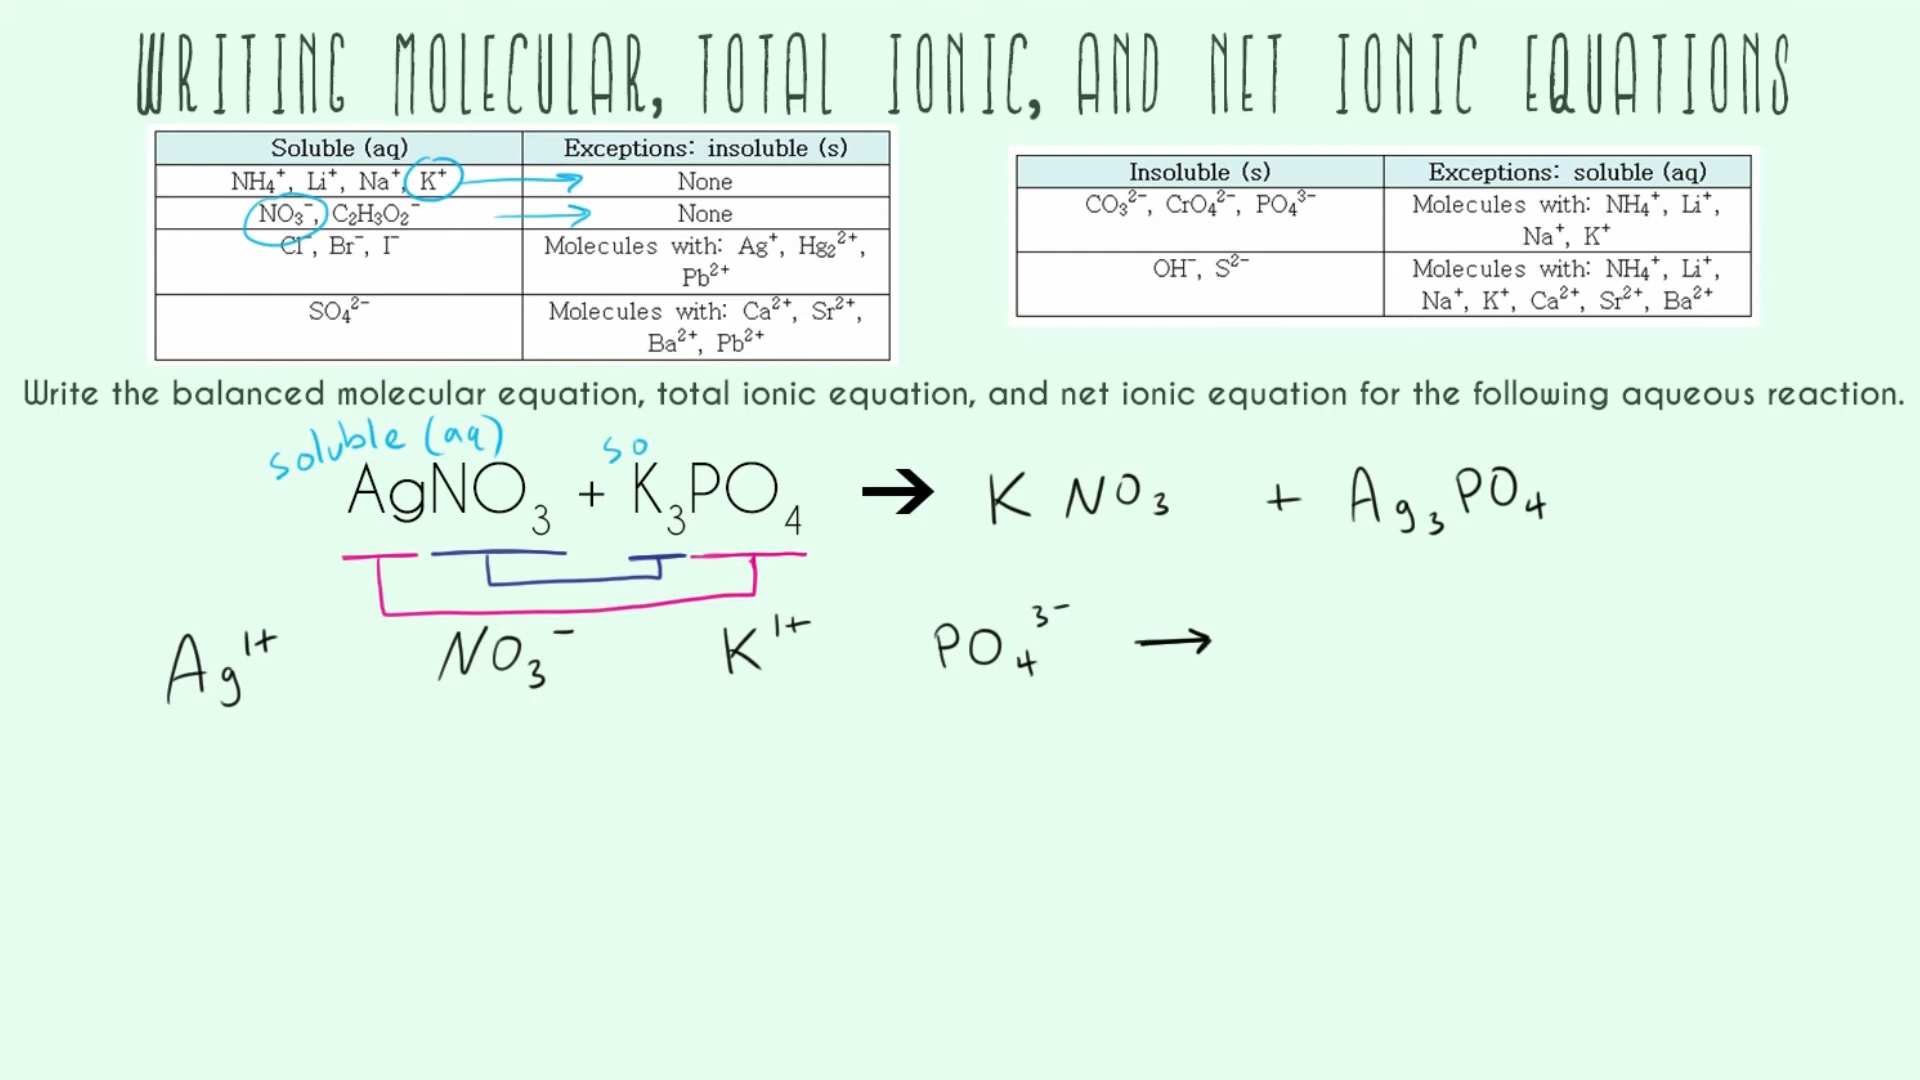 WRITING MOLECULAR, TOTAL IONIC, AND NET IONIC EQUATIONS
Soluble (aq) Exceptions: insoluble (s)
NH₄⁺, Li⁺, Na⁺, K⁺ None
NO₃⁻, C₂H₃O₂⁻ None
Cl⁻, Br⁻, I⁻ Molecules with: Ag⁺, Hg₂²⁺,
Pb²⁺
SO₄²⁻ Molecules with: Ca²⁺, Sr²⁺,
Ba²⁺, Pb²⁺
Insoluble (s) Exceptions: soluble (aq)
CO₃²⁻, CrO₄²⁻, PO₄³⁻ Molecules with: NH₄⁺, Li⁺,
Na⁺, K⁺
OH⁻, S²⁻ Molecules with: NH₄⁺, Li⁺,
Na⁺, K⁺, Ca²⁺, Sr²⁺, Ba²⁺
Write the balanced molecular equation, total ionic equation, and net ionic equation for the following aqueous reaction.
soluble (aq) so
AgNO₃ + K₃PO₄ → K NO₃ + Ag₃PO₄
Ag¹⁺ NO₃⁻ K¹⁺ PO₄³⁻ →